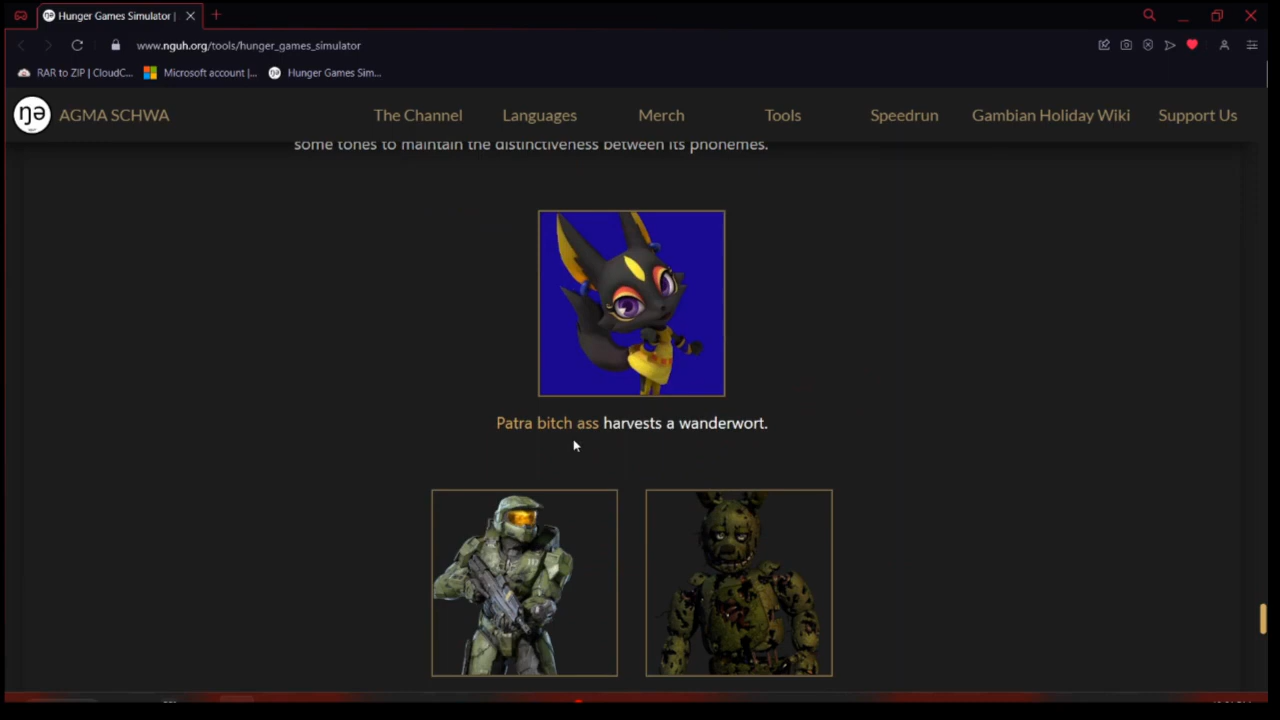 Hunger Games Simulator |
www.nguh.org/tools/hunger_games_simulator
RAR to ZIP | CloudC... Microsoft account |... Hunger Games Sim...
ŋə AGMA SCHWA The Channel Languages Merch Tools Speedrun Gambian Holiday Wiki Support Us
some tones to maintain the distinctiveness between its phonemes.
Patra bitch ass harvests a wanderwort.